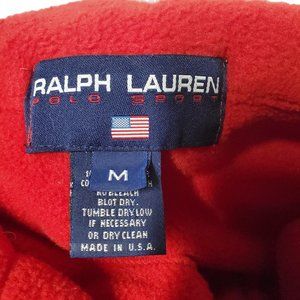 RALPH LAUREN
POLO SPORT
M
NO BLEACH
BLOT DRY.
TUMBLE DRY LOW
IF NECESSARY
OR DRY CLEAN
MADE IN U.S.A.